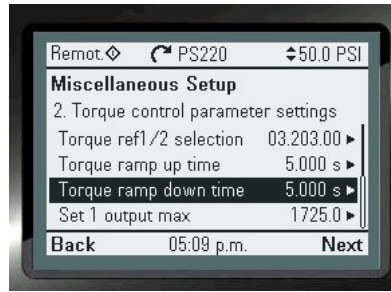 Remot. PS220 50.0 PSI
Miscellaneous Setup
2. Torque control parameter settings
Torque ref1/2 selection 03.203.00
Torque ramp up time 5.000 s
Torque ramp down time 5.000 s
Set 1 output max 1725.0
Back 05:09 p.m. Next